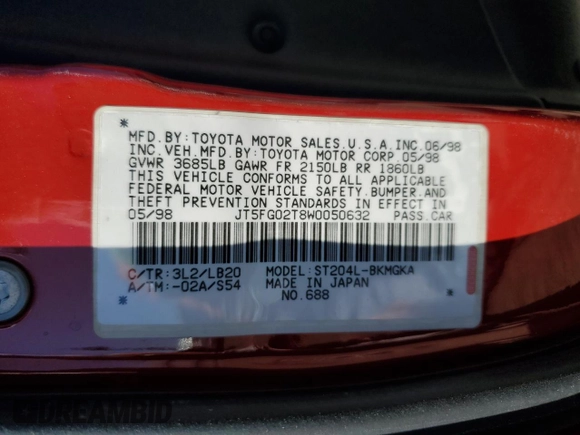 MFD. BY: TOYOTA MOTOR SALES, U.S.A. INC. 06/98
INC. VEH. MFD. BY: TOYOTA MOTOR CORP. 05/98
GVWR 3685LB GAWR FR 2150LB RR 1860LB
THIS VEHICLE CONFORMS TO ALL APPLICABLE
FEDERAL MOTOR VEHICLE SAFETY, BUMPER, AND
THEFT PREVENTION STANDARDS IN EFFECT ON
05/98 JT5FG02T8W0050632 PASS. CAR
C/TR: 3L2/LB20 MODEL: ST204L-BKMGKA
A/TM: -02A/S54 MADE IN JAPAN
NO. 688
DREAMBID